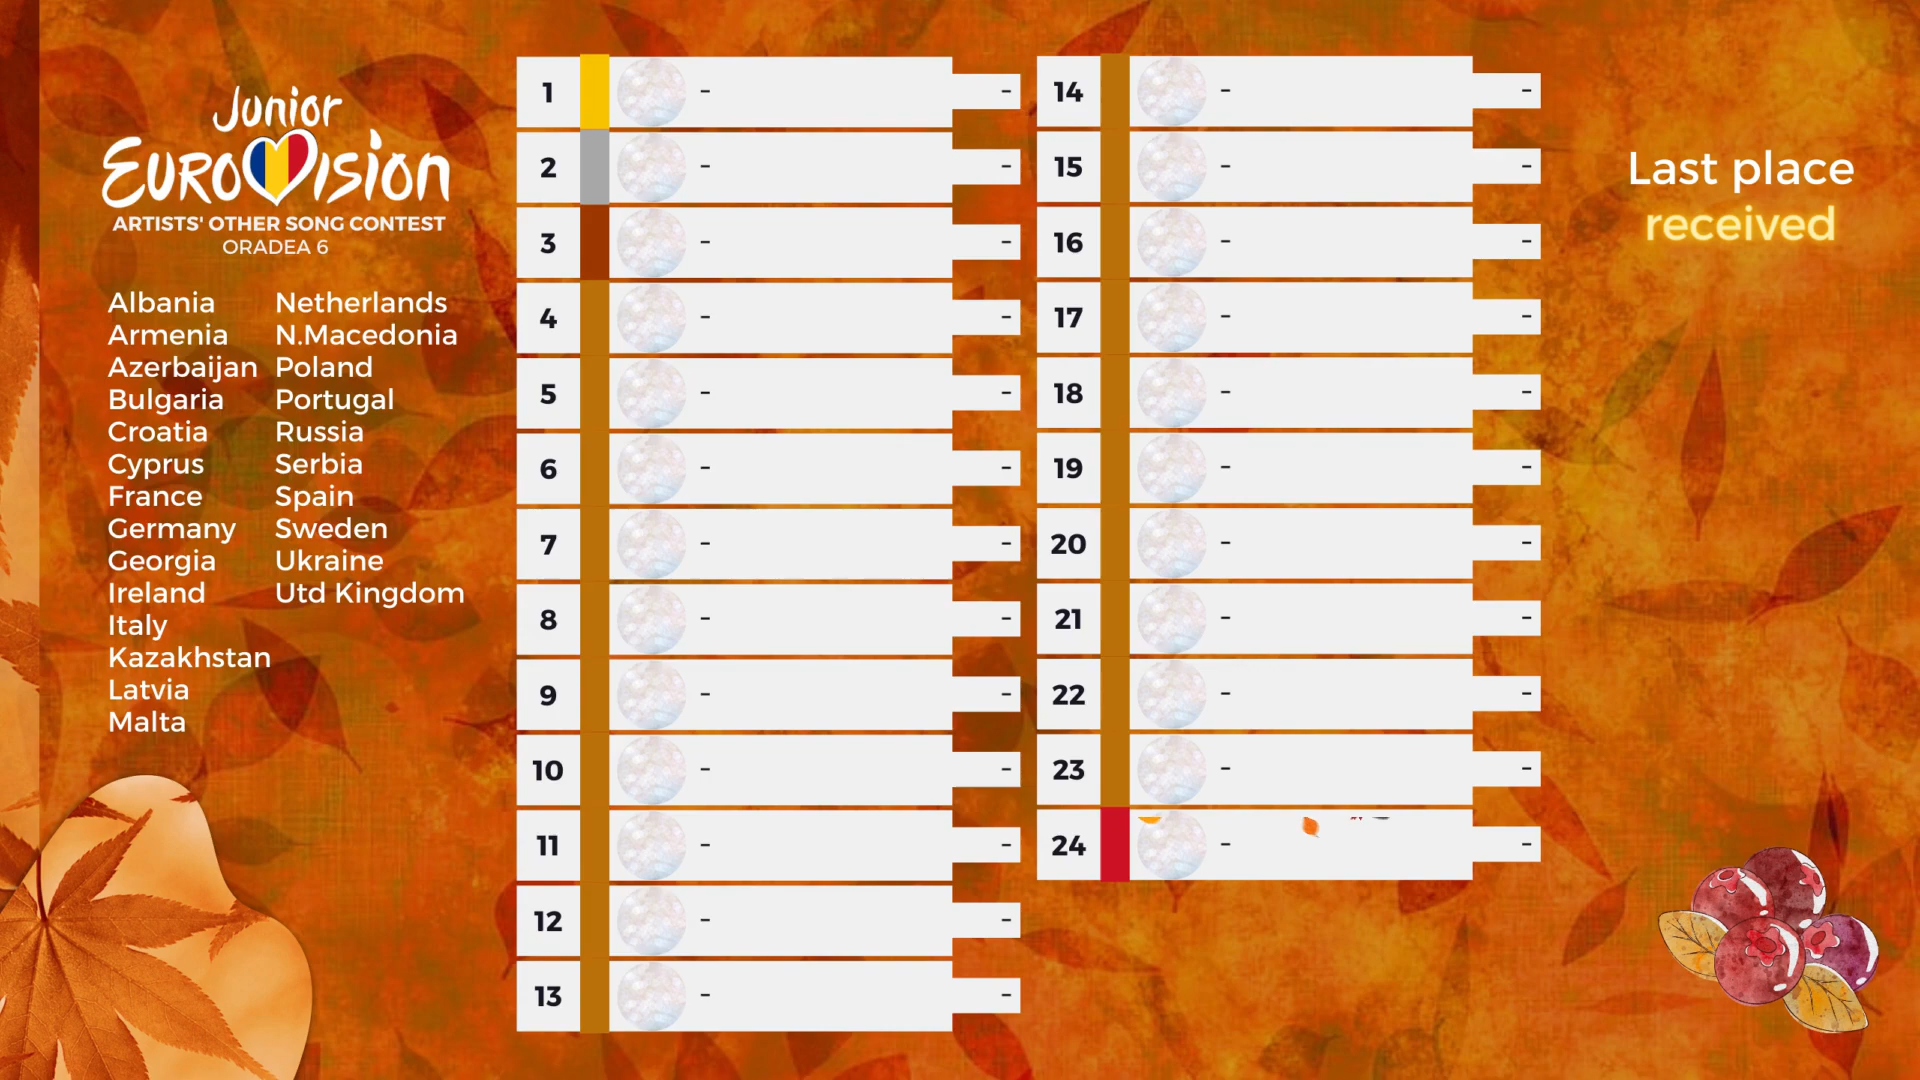 Junior
EUROVISION
ARTISTS' OTHER SONG CONTEST
ORADEA 6
Albania
Armenia
Azerbaijan
Bulgaria
Croatia
Cyprus
France
Germany
Georgia
Ireland
Italy
Kazakhstan
Latvia
Malta
Netherlands
N.Macedonia
Poland
Portugal
Russia
Serbia
Spain
Sweden
Ukraine
Utd Kingdom
1 - -
2 - -
3 - -
4 - -
5 - -
6 - -
7 - -
8 - -
9 - -
10 - -
11 - -
12 - -
13 - -
14 - -
15 - -
16 - -
17 - -
18 - -
19 - -
20 - -
21 - -
22 - -
23 - -
24 - -
Last place
received